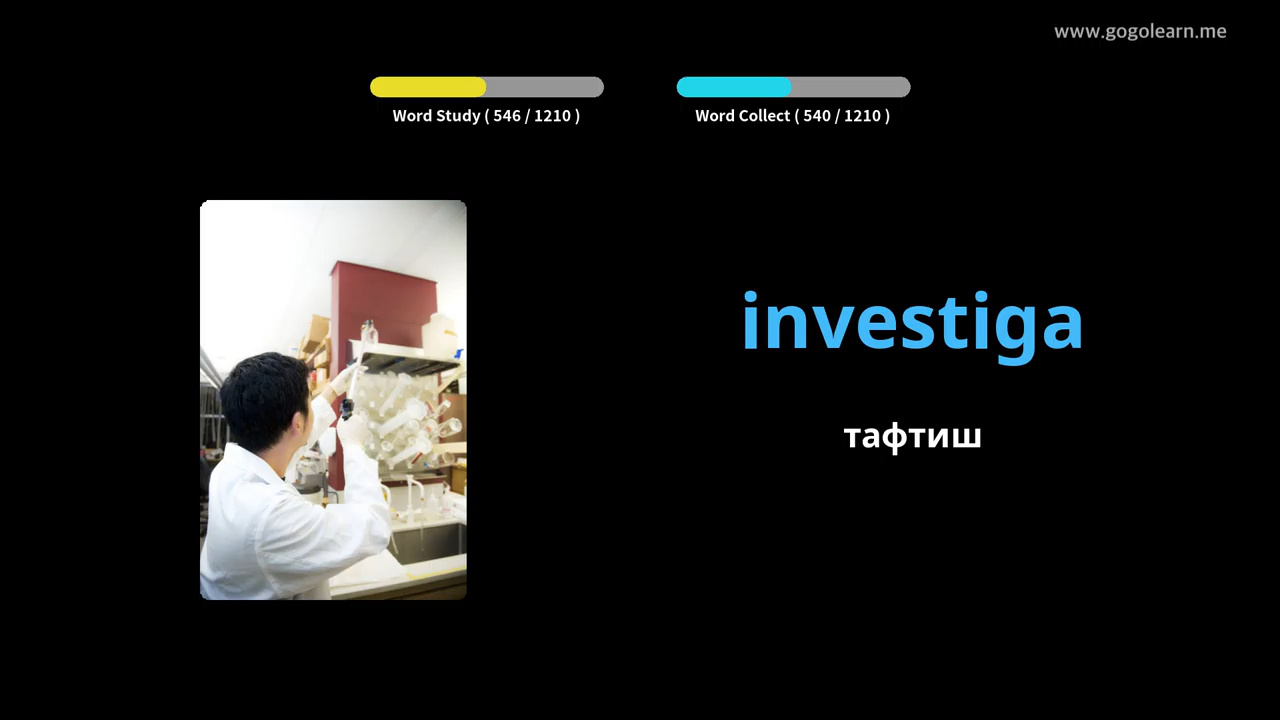 www.gogolearn.me
Word Study ( 546 / 1210 )
Word Collect ( 540 / 1210 )
investiga
тафтиш